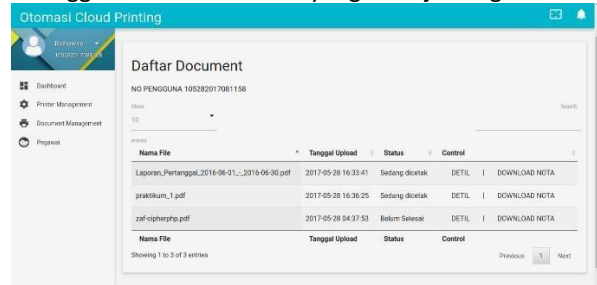 Otomasi Cloud Printing
Daftar Document
NO PENGGUNA 105282017081158
Show
10
entries
Search:
Nama File Tanggal Upload Status Control
Laporan_Pertanggal_2016-06-01_-_2016-06-30.pdf 2017-05-28 16:33:41 Sedang dicetak DETIL | DOWNLOAD NOTA
praktikum_1.pdf 2017-05-28 16:36:25 Sedang dicetak DETIL | DOWNLOAD NOTA
zaf-cipherphp.pdf 2017-05-28 04:37:53 Belum Selesai DETIL | DOWNLOAD NOTA
Nama File Tanggal Upload Status Control
Showing 1 to 3 of 3 entries
Previous 1 Next
Dashboard
Printer Management
Document Management
Pegawai